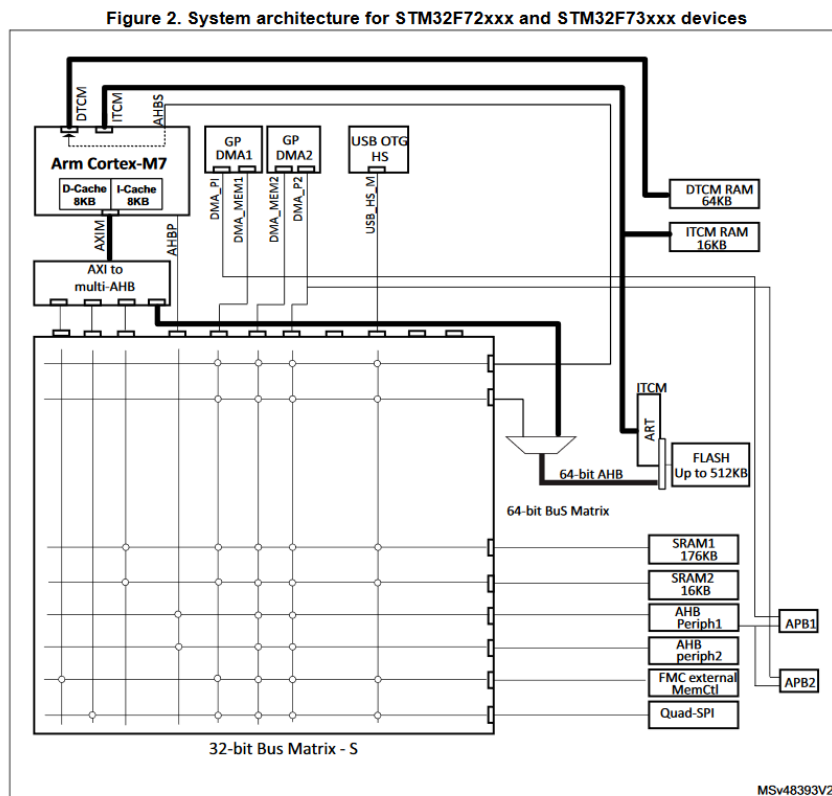 Figure 2. System architecture for STM32F72xxx and STM32F73xxx devices
DTCM
ITCM
AHBS
Arm Cortex-M7
D-Cache
8KB
I-Cache
8KB
GP
DMA1
GP
DMA2
USB OTG
HS
DTCM RAM
64KB
ITCM RAM
16KB
AXIM
AHBP
DMA_PI
DMA_MEM1
DMA_MEM2
DMA_P2
USB_HS_M
AXI to
multi-AHB
ITCM
ART
FLASH
Up to 512KB
64-bit AHB
64-bit BuS Matrix
SRAM1
176KB
SRAM2
16KB
AHB
Periph1
APB1
AHB
periph2
FMC external
MemCtl
APB2
Quad-SPI
32-bit Bus Matrix - S
MSv48393V2